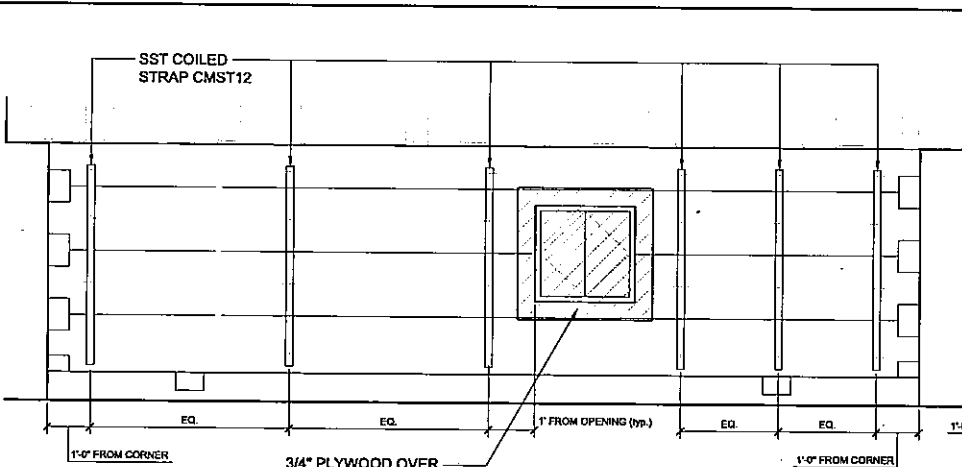 SST COILED
STRAP CMST12
EQ.
EQ.
1" FROM OPENING (typ.)
EQ.
EQ.
1'-0" FROM CORNER
3/4" PLYWOOD OVER
1'-0" FROM CORNER